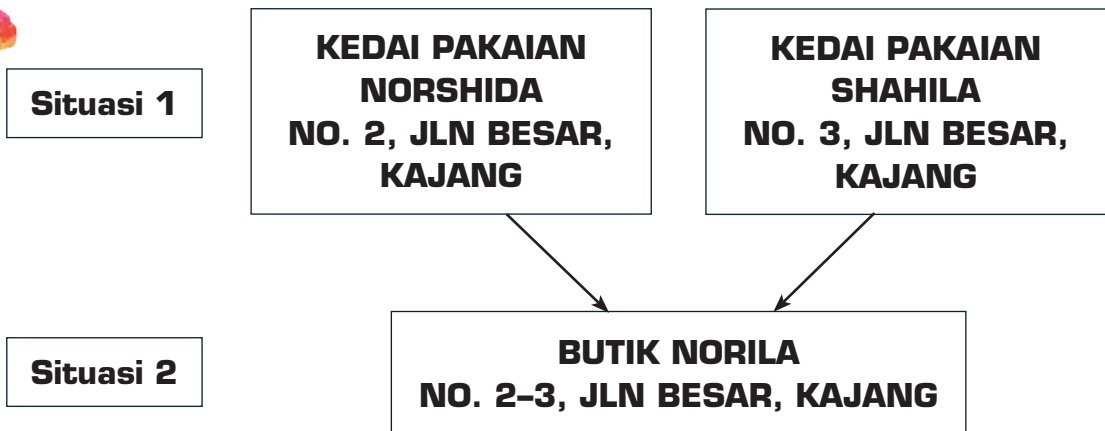 Situasi 1
KEDAI PAKAIAN
NORSHIDA
NO. 2, JLN BESAR,
KAJANG
KEDAI PAKAIAN
SHAHILA
NO. 3, JLN BESAR,
KAJANG
Situasi 2
BUTIK NORILA
NO. 2–3, JLN BESAR, KAJANG